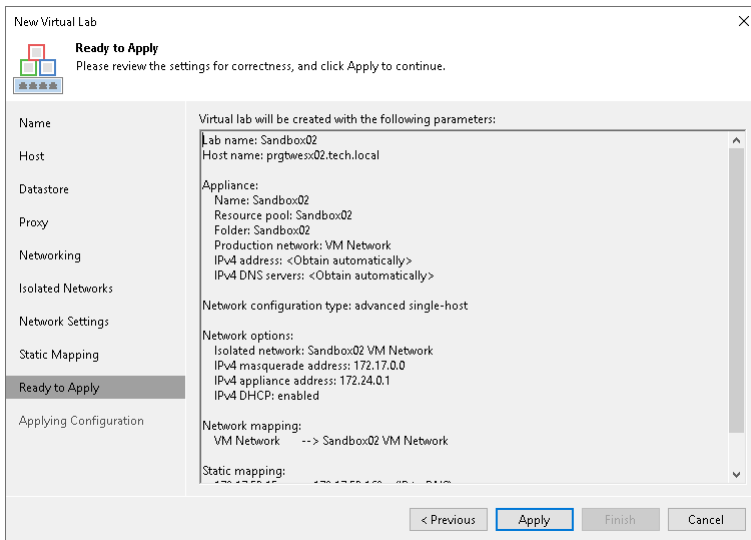 New Virtual Lab
Ready to Apply
Please review the settings for correctness, and click Apply to continue.
Name
Host
Datastore
Proxy
Networking
Isolated Networks
Network Settings
Static Mapping
Ready to Apply
Applying Configuration
Virtual lab will be created with the following parameters:
Lab name: Sandbox02
Host name: prgtwesx02.tech.local
Appliance:
Name: Sandbox02
Resource pool: Sandbox02
Folder: Sandbox02
Production network: VM Network
IPv4 address: <Obtain automatically>
IPv4 DNS servers: <Obtain automatically>
Network configuration type: advanced single-host
Network options:
Isolated network: Sandbox02 VM Network
IPv4 masquerade address: 172.17.0.0
IPv4 appliance address: 172.24.0.1
IPv4 DHCP: enabled
Network mapping:
VM Network --> Sandbox02 VM Network
Static mapping:
< Previous
Apply
Finish
Cancel